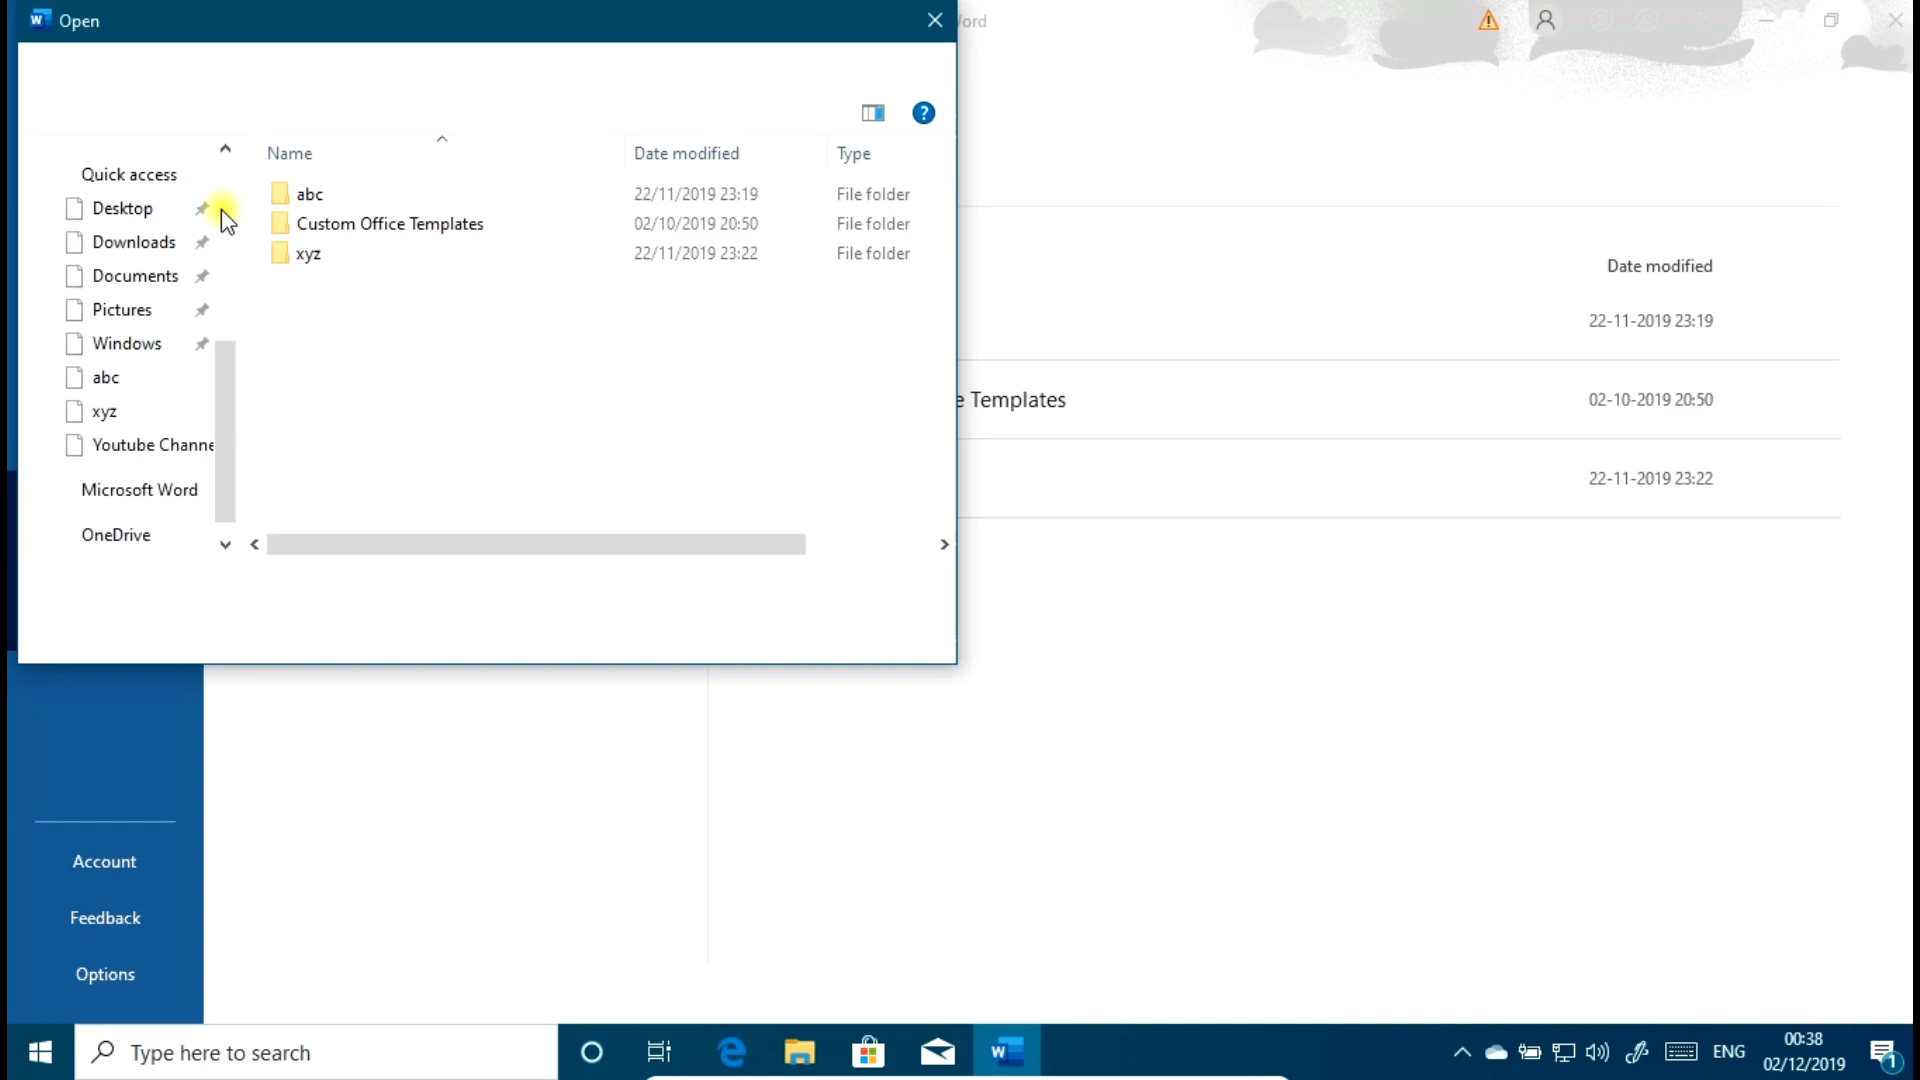 Open
ord
?
Name Date modified Type
Quick access
Desktop
Downloads
Documents
Pictures
Windows
abc
xyz
Youtube Channe
Microsoft Word
OneDrive
abc 22/11/2019 23:19 File folder
Custom Office Templates 02/10/2019 20:50 File folder
xyz 22/11/2019 23:22 File folder
Date modified
22-11-2019 23:19
e Templates 02-10-2019 20:50
22-11-2019 23:22
Account
Feedback
Options
Type here to search
ENG
00:38
02/12/2019
1